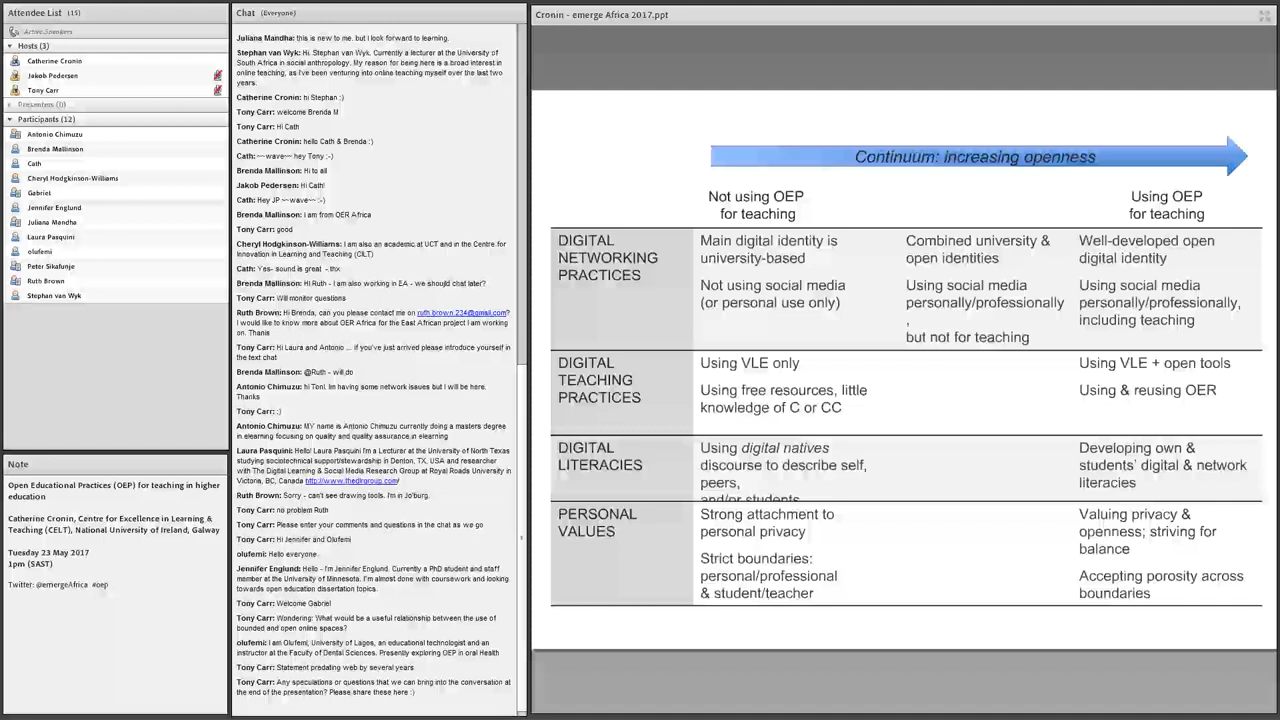 Attendee List (15)
Active Speakers
Hosts (3)
Catherine Cronin
Jakob Pedersen
Tony Carr
Presenters (0)
Participants (12)
Antonio Chimuzu
Brenda Mallinson
Cath
Cheryl Hodgkinson-Williams
Gabriel
Jennifer Englund
Juliana Mandha
Laura Pasquini
olufemi
Peter Sikafunje
Ruth Brown
Stephan van Wyk
Note
Open Educational Practices (OEP) for teaching in higher
education
Catherine Cronin, Centre for Excellence in Learning &
Teaching (CELT), National University of Ireland, Galway
Tuesday 23 May 2017
1pm (SAST)
Twitter: @emergeAfrica #oep
Chat (Everyone)
Juliana Mandha: this is new to me. but I look forward to learning.
Stephan van Wyk: Hi. Stephan van Wyk. Currently a lecturer at the University of
South Africa in social anthropology. My reason for being here is a broad interest in
online teaching, as I've been venturing into online teaching myself over the last two
years.
Catherine Cronin: hi Stephan :)
Tony Carr: welcome Brenda M
Tony Carr: Hi Cath
Catherine Cronin: hello Cath & Brenda :)
Cath: ~~wave~~ hey Tony :-)
Brenda Mallinson: Hi to all
Jakob Pedersen: Hi Cath!
Cath: Hey JP ~~wave~~ :-)
Brenda Mallinson: I am from OER Africa
Tony Carr: good
Cheryl Hodgkinson-Williams: I am also an academic at UCT and in the Centre for
Innovation in Learning and Teaching (CILT)
Cath: Yes- sound is great - thx
Brenda Mallinson: Hi Ruth - I am also working in EA - we should chat later?
Tony Carr: Will monitor questions
Ruth Brown: Hi Brenda, can you please contact me on ruth.brown.234@gmail.com?
I would like to know more about OER Africa for the East African project I am working
on. Thanks
Tony Carr: Hi Laura and Antonio ... if you've just arrived please introduce yourself in
the text chat
Brenda Mallinson: @Ruth - will do
Antonio Chimuzu: hi Toni. Im having some network issues but I will be here.
Thanks
Tony Carr: :)
Antonio Chimuzu: MY name is Antonio Chimuzu currently doing a masters degree
in elearning focusing on quality and quality assurance in elearning
Laura Pasquini: Hello! Laura Pasquini I'm a Lecturer at the University of North Texas
studying sociotechnical support/stewardship in Denton, TX, USA and researcher
with The Digital Learning & Social Media Research Group at Royal Roads University in
Victoria, BC, Canada http://www.thedlrgroup.com/
Ruth Brown: Sorry - can't see drawing tools. I'm in Jo'burg.
Tony Carr: no problem Ruth
Tony Carr: Please enter your comments and questions in the chat as we go
Tony Carr: Hi Jennifer and Olufemi
olufemi: Hello everyone
Jennifer Englund: Hello - I'm Jennifer Englund. Currently a PhD student and staff
member at the University of Minnesota. I'm almost done with coursework and looking
towards open education dissertation topics.
Tony Carr: Welcome Gabriel
Tony Carr: Wondering: What would be a useful relationship between the use of
bounded and open online spaces?
olufemi: I am Olufemi, University of Lagos, an educational technologist and an
instructor at the Faculty of Dental Sciences. Presently exploring OEP in oral Health
Tony Carr: Statement predating web by several years
Tony Carr: Any speculations or questions that we can bring into the conversation at
the end of the presentation? Please share these here :)
Cronin - emerge Africa 2017.ppt
Continuum: increasing openness
Not using OEP
for teaching
Using OEP
for teaching
DIGITAL
NETWORKING
PRACTICES
Main digital identity is
university-based
Not using social media
(or personal use only)
Combined university &
open identities
Using social media
personally/professionally
,
but not for teaching
Well-developed open
digital identity
Using social media
personally/professionally,
including teaching
DIGITAL
TEACHING
PRACTICES
Using VLE only
Using free resources, little
knowledge of C or CC
Using VLE + open tools
Using & reusing OER
DIGITAL
LITERACIES
Using digital natives
discourse to describe self,
peers,
and/or students
Developing own &
students' digital & network
literacies
PERSONAL
VALUES
Strong attachment to
personal privacy
Strict boundaries:
personal/professional
& student/teacher
Valuing privacy &
openness; striving for
balance
Accepting porosity across
boundaries